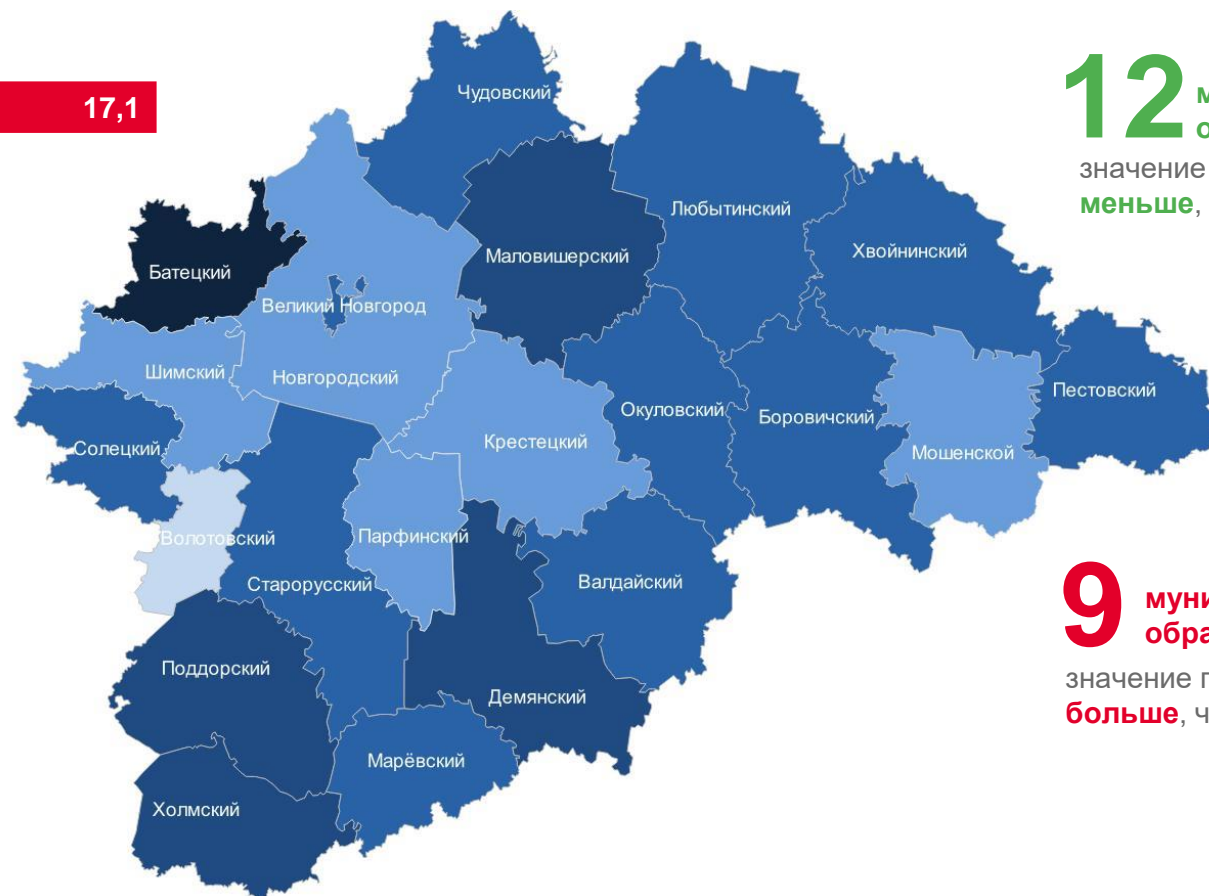 17,1
Чудовский
Любытинский
Хвойнинский
Маловишерский
Батецкий
Великий Новгород
Шимский
Новгородский
Окуловский
Боровичский
Пестовский
Крестецкий
Мошенской
Солецкий
Волотовский
Парфинский
Старорусский
Валдайский
Поддорский
Демянский
Марёвский
Холмский
12
значение
меньше,
9
значение
больше,